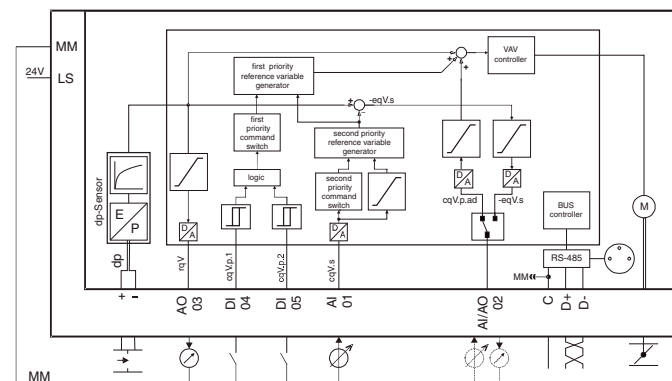 MM
24V
LS
first priority
reference variable
generator
VAV
controller
-eqV.s
first
priority
command
switch
second priority
reference variable
generator
logic
second
priority
command
switch
D
A
D
A
D
A
D
A
cqV.p.ad
-eqV.s
dp-Sensor
E
P
dp
+ -
BUS
controller
RS-485
M
MM
rqV
cqV.p.1
cqV.p.2
cqV.s
AO
03
DI
04
DI
05
AI
01
AI/AO
02
C
D+
D-
MM